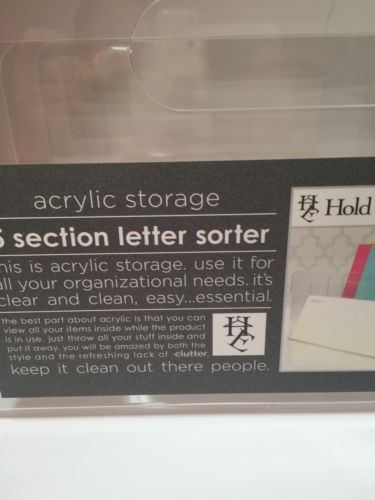 acrylic storage
5 section letter sorter
this is acrylic storage. use it for
all your organizational needs. it's
clear and clean, easy...essential.
the best part about acrylic is that you can
view all your items inside while the product
is in use. just throw all your stuff inside and
put it away. you will be amazed by both the
style and the refreshing lack of clutter.
keep it clean out there people.
Hold